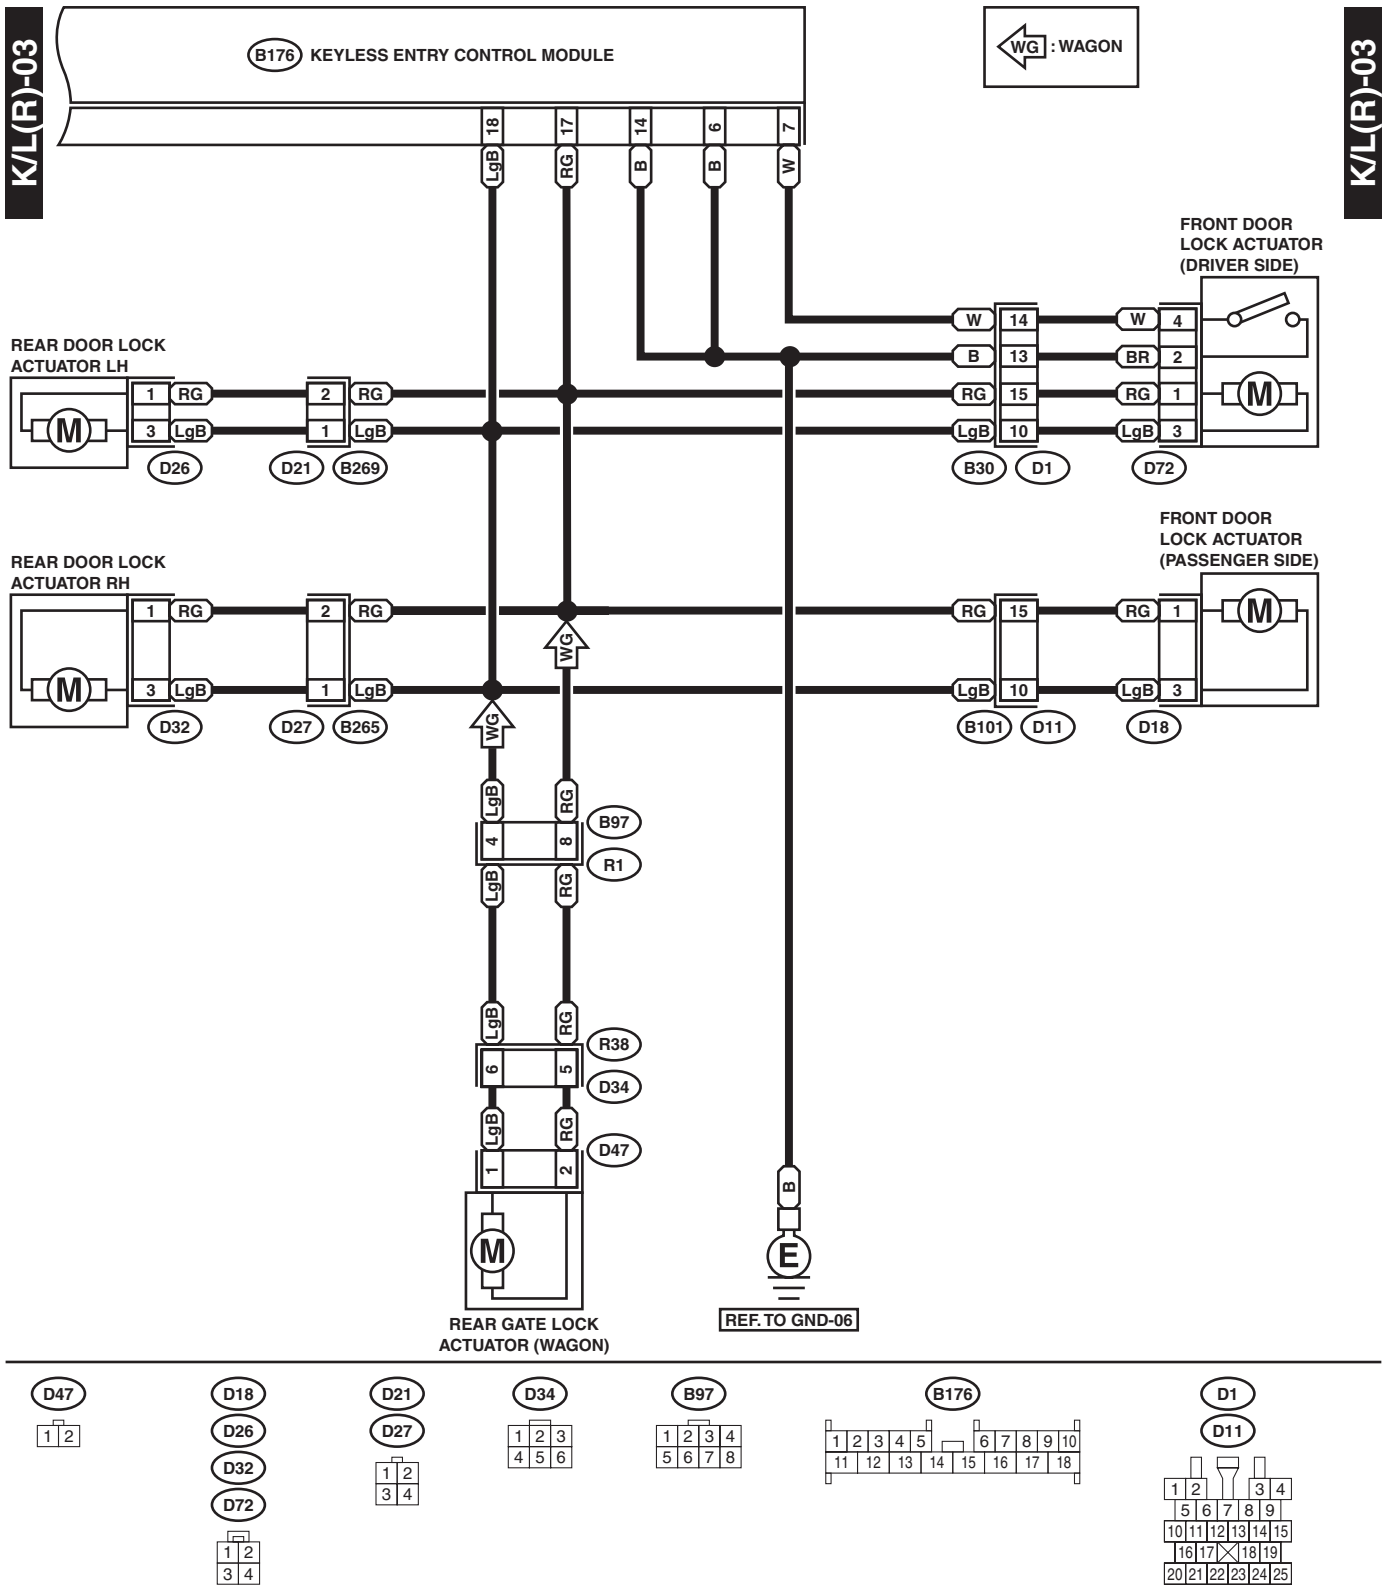 K/L(R)-03
K/L(R)-03
B176 KEYLESS ENTRY CONTROL MODULE
WG : WAGON
18 17 14 6 7
LgB RG B B W
FRONT DOOR
LOCK ACTUATOR
(DRIVER SIDE)
W 14 W 4
B 13 BR 2
RG 15 RG 1 M
LgB 10 LgB 3
B30 D1 D72
REAR DOOR LOCK
ACTUATOR LH
1 RG 2 RG
M 3 LgB 1 LgB
D26 D21 B269
FRONT DOOR
LOCK ACTUATOR
(PASSENGER SIDE)
RG 15 RG 1 M
LgB 10 LgB 3
B101 D11 D18
REAR DOOR LOCK
ACTUATOR RH
1 RG 2 RG
M 3 LgB 1 LgB
D32 D27 B265
WG
WG
LgB RG
B97
4 8
R1
LgB RG
LgB RG
R38
6 5
D34
LgB RG
D47
1 2
M
REAR GATE LOCK
ACTUATOR (WAGON)
B
E
REF. TO GND-06
D47
1 2
D18
D26
D32
D72
1 2
3 4
D21
D27
1 2
3 4
D34
1 2 3
4 5 6
B97
1 2 3 4
5 6 7 8
B176
1 2 3 4 5 6 7 8 9 10
11 12 13 14 15 16 17 18
D1
D11
1 2 3 4
5 6 7 8 9
10 11 12 13 14 15
16 17 18 19
20 21 22 23 24 25